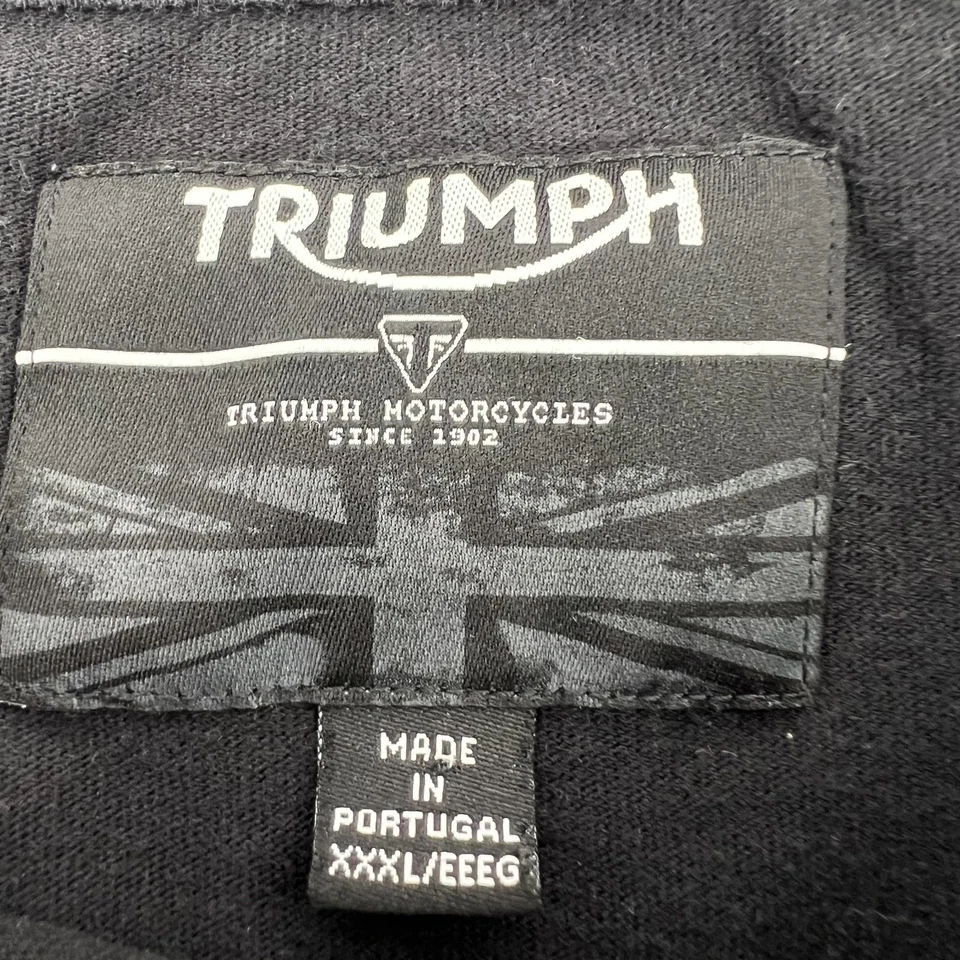 TRIUMPH
TRIUMPH MOTORCYCLES
SINCE 1902
MADE
IN
PORTUGAL
XXXL/EEEG